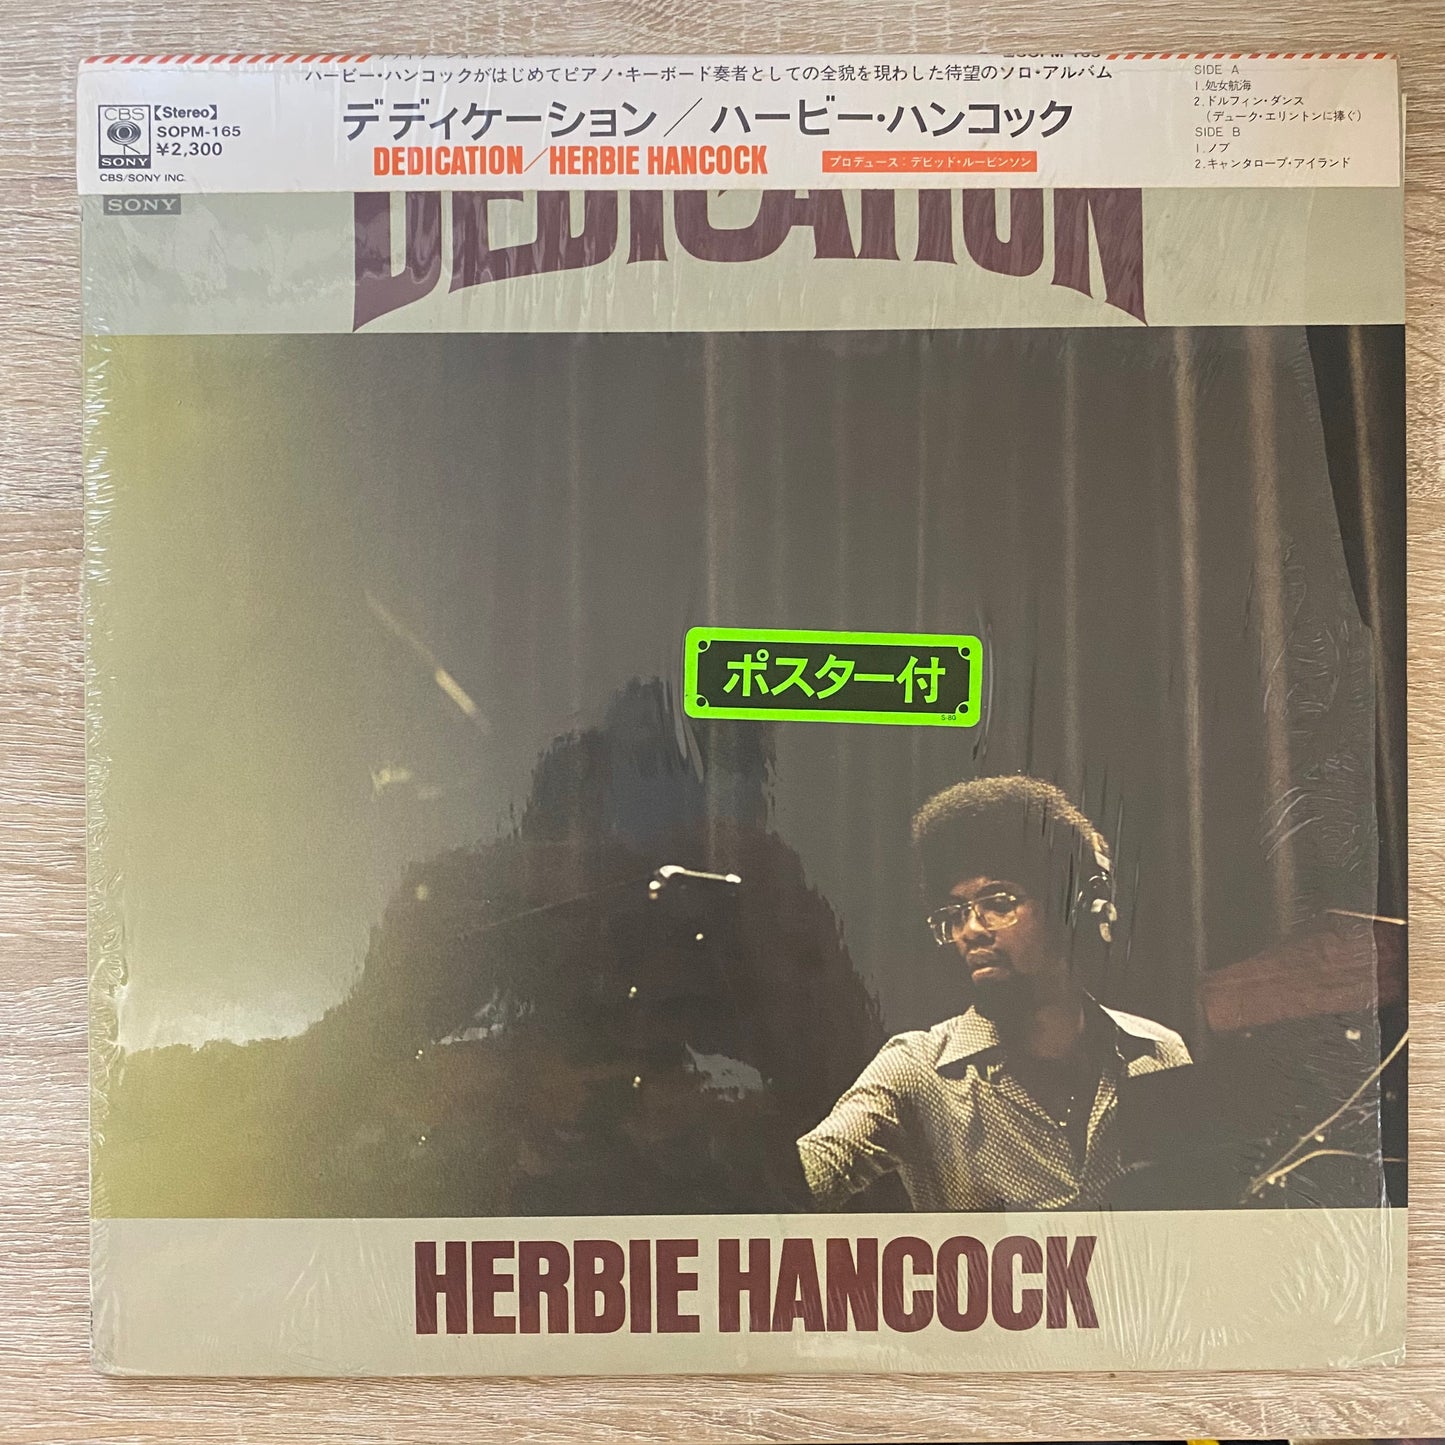 ハービー・ハンコックがはじめてピアノ・キーボード奏者としての全貌を現わした待望のソロ・アルバム
CBS
SONY
CBS/SONY INC.
【Stereo】
SOPM-165
¥2,300
デディケーション／ハービー・ハンコック
DEDICATION/HERBIE HANCOCK
プロデュース：デビッド・ルービンソン
SIDE A
1.処女航海
2.ドルフィン・ダンス
(デューク・エリントンに捧ぐ)
SIDE B
1.ノブ
2.キャンタロープ・アイランド
SONY
DEDICATION
ポスター付
S-80
HERBIE HANCOCK